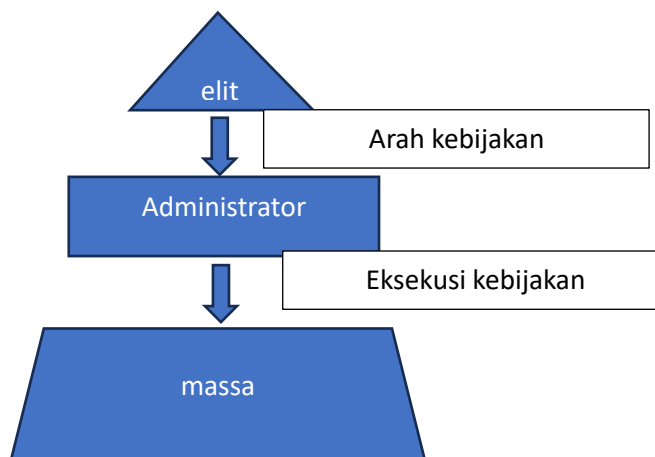 elit
Arah kebijakan
Administrator
Eksekusi kebijakan
massa